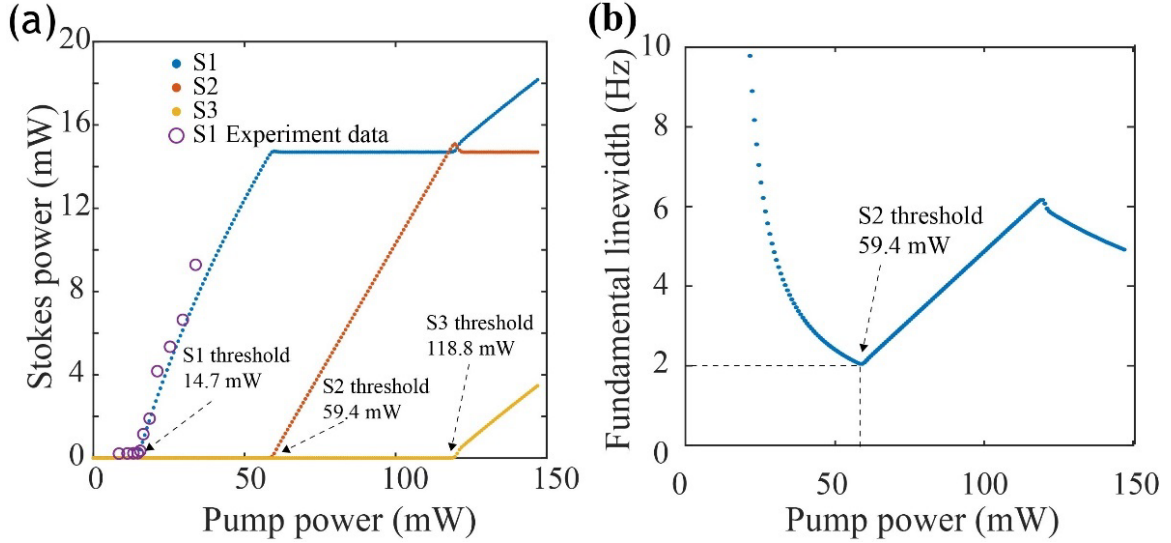 (a)
20
16
12
8
4
0
Stokes power (mW)
S1
S2
S3
S1 Experiment data
S1 threshold
14.7 mW
S2 threshold
59.4 mW
S3 threshold
118.8 mW
0
50
100
150
Pump power (mW)
(b)
10
8
6
4
2
0
Fundamental linewidth (Hz)
S2 threshold
59.4 mW
0
50
100
150
Pump power (mW)